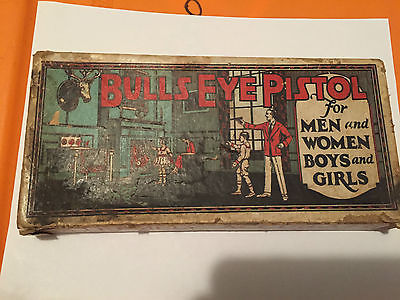 BULLS EYE PISTOL
for
MEN and
WOMEN
BOYS and
GIRLS